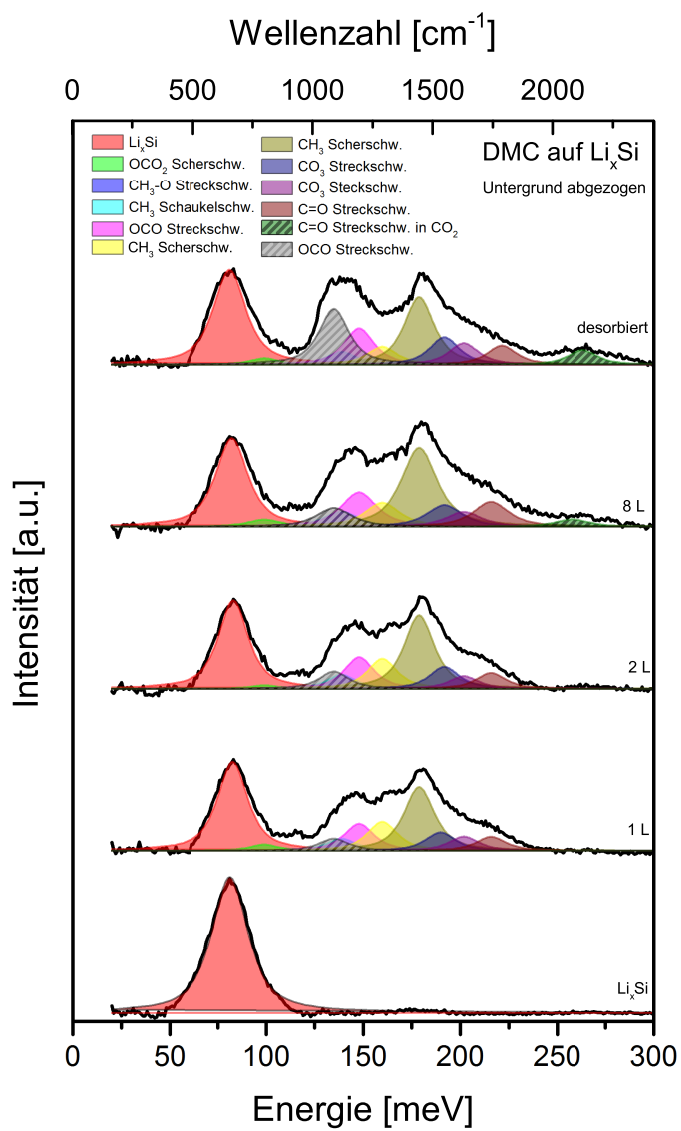 Wellenzahl [cm⁻¹]
0 500 1000 1500 2000
LiₓSi
OCO₂ Scherschw.
CH₃-O Streckschw.
CH₃ Schaukelschw.
OCO Streckschw.
CH₃ Scherschw.
CH₃ Scherschw.
CO₃ Streckschw.
CO₃ Steckschw.
C=O Streckschw.
C=O Streckschw. in CO₂
OCO Streckschw.
DMC auf LiₓSi
Untergrund abgezogen
desorbiert
8 L
2 L
1 L
LiₓSi
Intensität [a.u.]
0 50 100 150 200 250 300
Energie [meV]